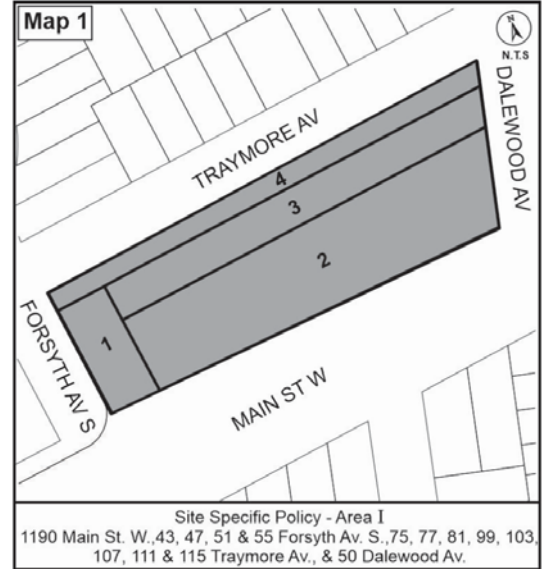 Map 1
N
N.T.S
TRAYMORE AV
DALEWOOD AV
4
3
2
1
FORSYTH AV S
MAIN ST W
Site Specific Policy - Area I
1190 Main St. W.,43, 47, 51 & 55 Forsyth Av. S.,75, 77, 81, 99, 103,
107, 111 & 115 Traymore Av., & 50 Dalewood Av.